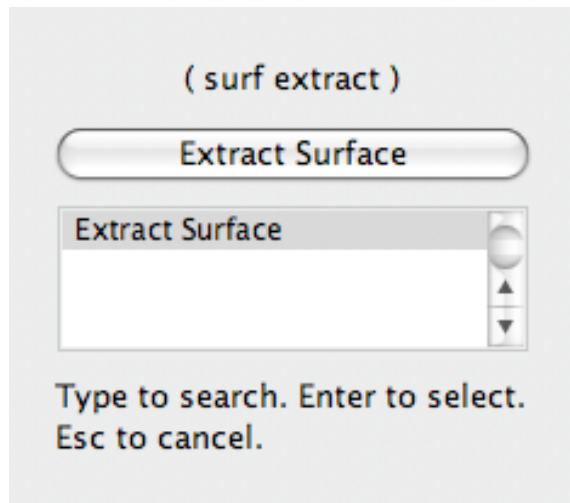 ( surf extract )
Extract Surface
Extract Surface
Type to search. Enter to select.
Esc to cancel.